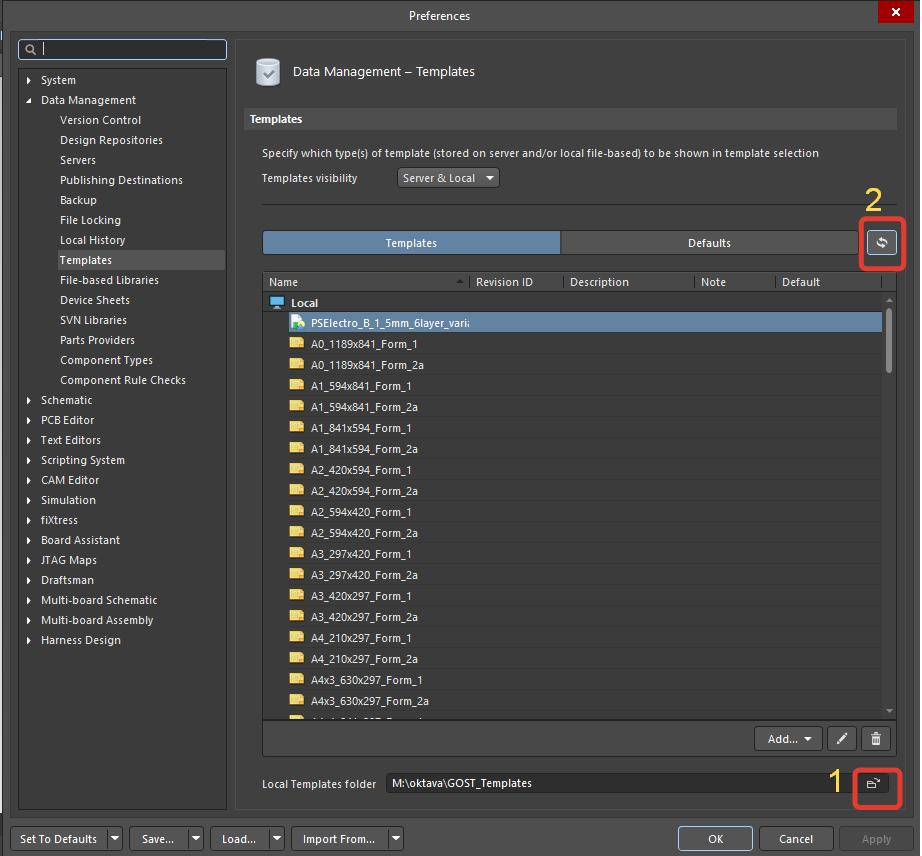 Preferences
System
Data Management
Version Control
Design Repositories
Servers
Publishing Destinations
Backup
File Locking
Local History
Templates
File-based Libraries
Device Sheets
SVN Libraries
Parts Providers
Component Types
Component Rule Checks
Schematic
PCB Editor
Text Editors
Scripting System
CAM Editor
Simulation
fiXtress
Board Assistant
JTAG Maps
Draftsman
Multi-board Schematic
Multi-board Assembly
Harness Design
Data Management – Templates
Templates
Specify which type(s) of template (stored on server and/or local file-based) to be shown in template selection
Templates visibility Server & Local
2
Templates Defaults
Name Revision ID Description Note Default
Local
PSElectro_B_1_5mm_6layer_varia
A0_1189x841_Form_1
A0_1189x841_Form_2a
A1_594x841_Form_1
A1_594x841_Form_2a
A1_841x594_Form_1
A1_841x594_Form_2a
A2_420x594_Form_1
A2_420x594_Form_2a
A2_594x420_Form_1
A2_594x420_Form_2a
A3_297x420_Form_1
A3_297x420_Form_2a
A3_420x297_Form_1
A3_420x297_Form_2a
A4_210x297_Form_1
A4_210x297_Form_2a
A4x3_630x297_Form_1
A4x3_630x297_Form_2a
Add...
Local Templates folder M:\oktava\GOST_Templates 1
Set To Defaults Save... Load... Import From... OK Cancel Apply